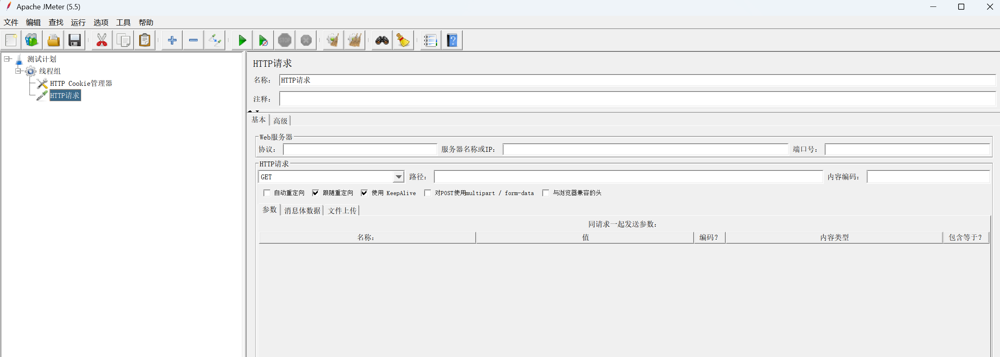 Apache JMeter (5.5)
文件 编辑 查找 运行 选项 工具 帮助
STOP
测试计划
线程组
HTTP Cookie管理器
HTTP请求
HTTP请求
名称： HTTP请求
注释：
基本 高级
Web服务器
协议： 服务器名称或IP： 端口号：
HTTP请求
GET 路径： 内容编码：
自动重定向 跟随重定向 使用 KeepAlive 对POST使用multipart / form-data 与浏览器兼容的头
参数 消息体数据 文件上传
同请求一起发送参数：
名称： 值 编码？ 内容类型 包含等于？